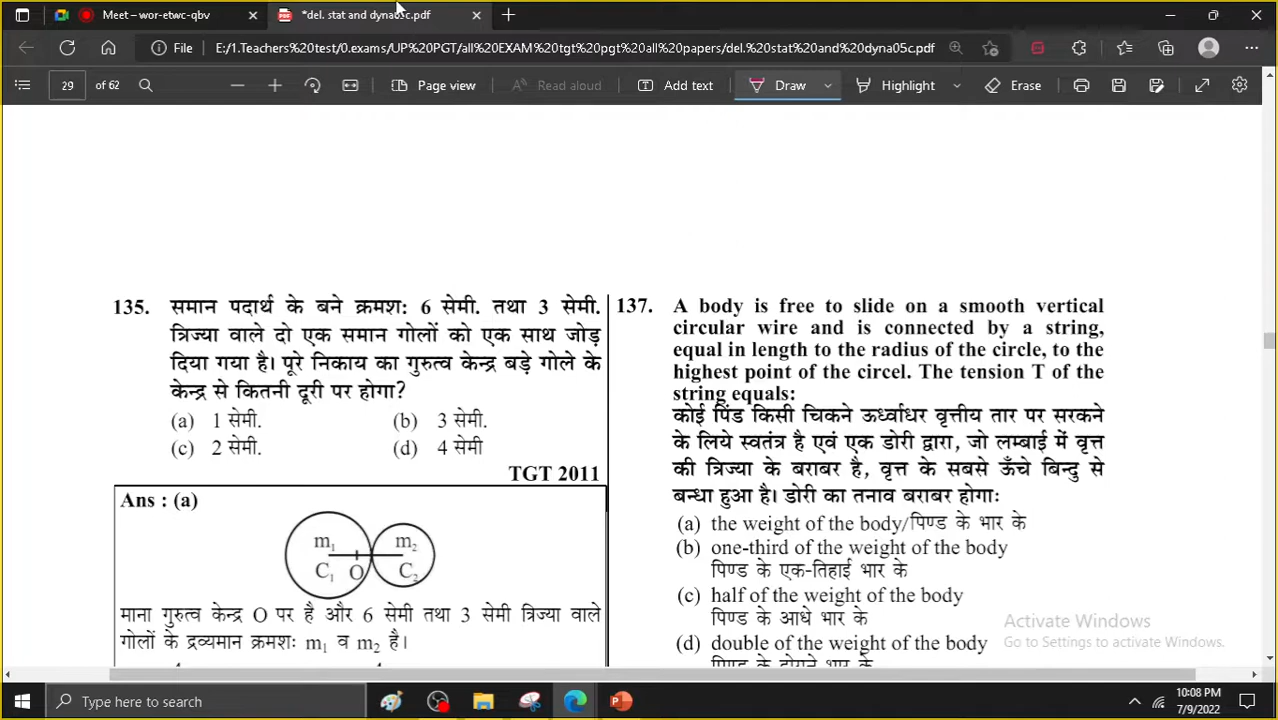 Meet – wor-etwc-qbv
*del. stat and dyna05c.pdf
File
E:/1.Teachers%20test/0.exams/UP%20PGT/all%20EXAM%20tgt%20pgt%20all%20papers/del.%20stat%20and%20dyna05c.pdf
29 of 62
Page view
Read aloud
Add text
Draw
Highlight
Erase
135. समान पदार्थ के बने क्रमश: 6 सेमी. तथा 3 सेमी.
त्रिज्या वाले दो एक समान गोलों को एक साथ जोड़
दिया गया है। पूरे निकाय का गुरुत्व केन्द्र बड़े गोले के
केन्द्र से कितनी दूरी पर होगा?
(a) 1 सेमी. (b) 3 सेमी.
(c) 2 सेमी. (d) 4 सेमी
TGT 2011
Ans : (a)
m₁ m₂
C₁ O C₂
माना गुरुत्व केन्द्र O पर है और 6 सेमी तथा 3 सेमी त्रिज्या वाले
गोलों के द्रव्यमान क्रमश: m₁ व m₂ है।
137. A body is free to slide on a smooth vertical
circular wire and is connected by a string,
equal in length to the radius of the circle, to the
highest point of the circel. The tension T of the
string equals:
कोई पिंड किसी चिकने ऊर्ध्वाधर वृत्तीय तार पर सरकने
के लिये स्वतंत्र है एवं एक डोरी द्वारा, जो लम्बाई में वृत्त
की त्रिज्या के बराबर है, वृत्त के सबसे ऊँचे बिन्दु से
बन्धा हुआ है। डोरी का तनाव बराबर होगा:
(a) the weight of the body/पिण्ड के भार के
(b) one-third of the weight of the body
पिण्ड के एक-तिहाई भार के
(c) half of the weight of the body
पिण्ड के आधे भार के
(d) double of the weight of the body
पिण्ड के दोगुने भार के
Activate Windows
Go to Settings to activate Windows.
Type here to search
10:08 PM
7/9/2022